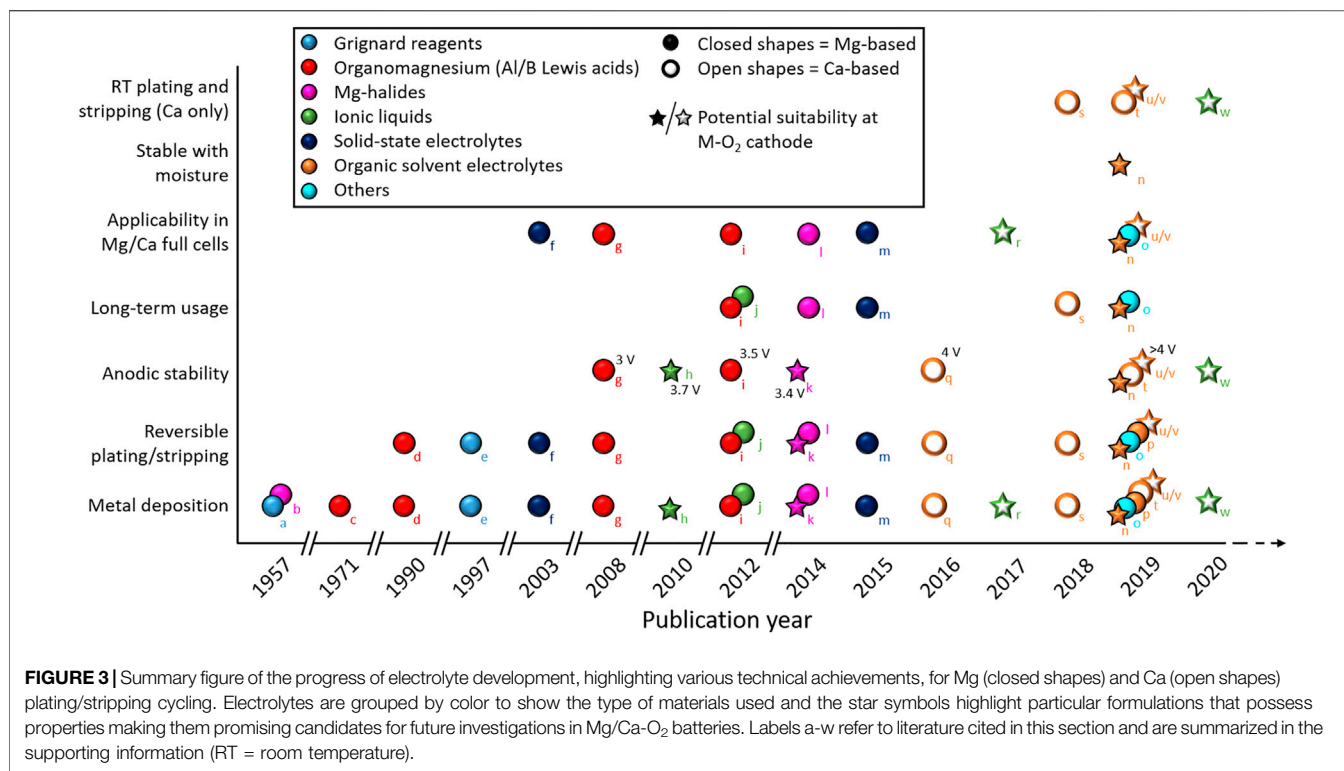 Grignard reagents
Organomagnesium (Al/B Lewis acids)
Mg-halides
Ionic liquids
Solid-state electrolytes
Organic solvent electrolytes
Others
Closed shapes = Mg-based
Open shapes = Ca-based
Potential suitability at
M-O₂ cathode
RT plating and
stripping (Ca only)
s
t
u/v
w
Stable with
moisture
n
Applicability in
Mg/Ca full cells
f
g
i
l
m
r
n
o
u/v
Long-term usage
i
j
l
m
s
n
o
Anodic stability
3 V
g
h
3.7 V
3.5 V
i
3.4 V
k
4 V
q
>4 V
n
t
u/v
w
Reversible
plating/stripping
d
e
f
g
i
j
k
l
m
q
s
n
o
p
u/v
Metal deposition
a
b
c
d
e
f
g
h
i
j
k
l
m
q
r
s
n
o
p
t
u/v
w
1957
1971
1990
1997
2003
2008
2010
2012
2014
2015
2016
2017
2018
2019
2020
Publication year
FIGURE 3 | Summary figure of the progress of electrolyte development, highlighting various technical achievements, for Mg (closed shapes) and Ca (open shapes)
plating/stripping cycling. Electrolytes are grouped by color to show the type of materials used and the star symbols highlight particular formulations that possess
properties making them promising candidates for future investigations in Mg/Ca-O₂ batteries. Labels a-w refer to literature cited in this section and are summarized in the
supporting information (RT = room temperature).